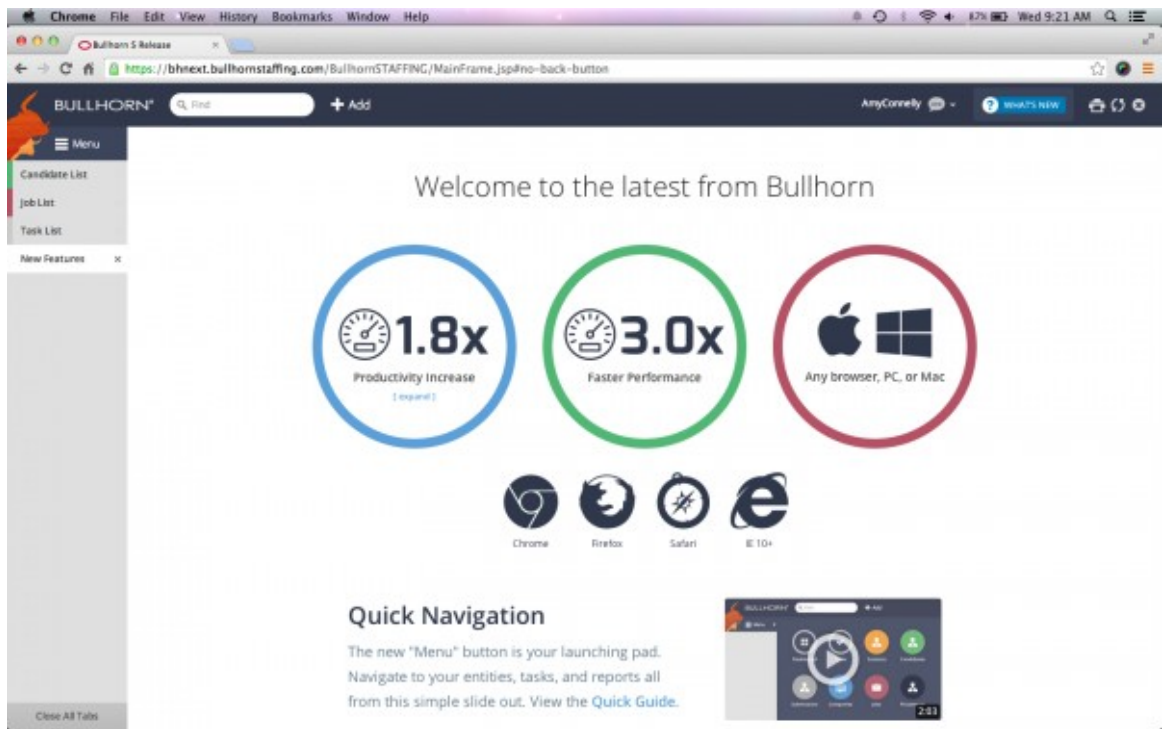 Chrome File Edit View History Bookmarks Window Help
87% Wed 9:21 AM
Bullhorn S Release
https://bhnext.bullhornstaffing.com/BullhornSTAFFING/MainFrame.jsp#no-back-button
BULLHORN® Find + Add AmyConnelly ? WHAT'S NEW
Menu
Candidate List
Job List
Task List
New Features ×
Welcome to the latest from Bullhorn
1.8x
Productivity Increase
[ expand ]
3.0x
Faster Performance
Any browser, PC, or Mac
Chrome Firefox Safari IE 10+
Quick Navigation
The new "Menu" button is your launching pad.
Navigate to your entities, tasks, and reports all
from this simple slide out. View the Quick Guide.
BULLHORN Find + Add
Menu
2:03
Close All Tabs